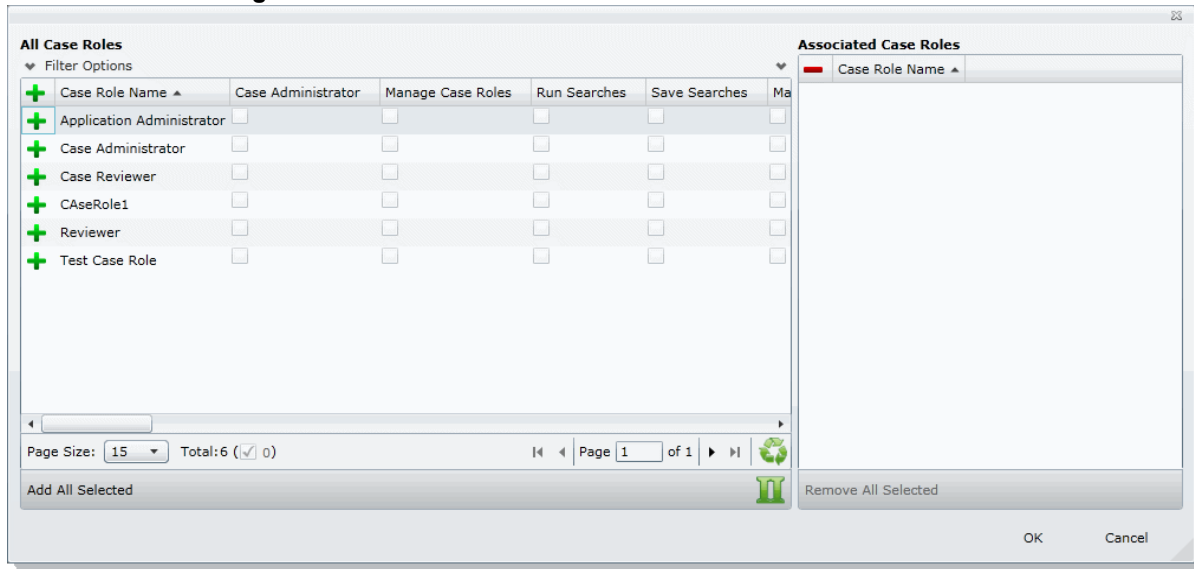 All Case Roles
Filter Options
Case Role Name Case Administrator Manage Case Roles Run Searches Save Searches Ma
Application Administrator
Case Administrator
Case Reviewer
CAseRole1
Reviewer
Test Case Role
Page Size: 15 Total:6 ( 0) Page 1 of 1
Add All Selected
Associated Case Roles
Case Role Name
Remove All Selected
OK Cancel